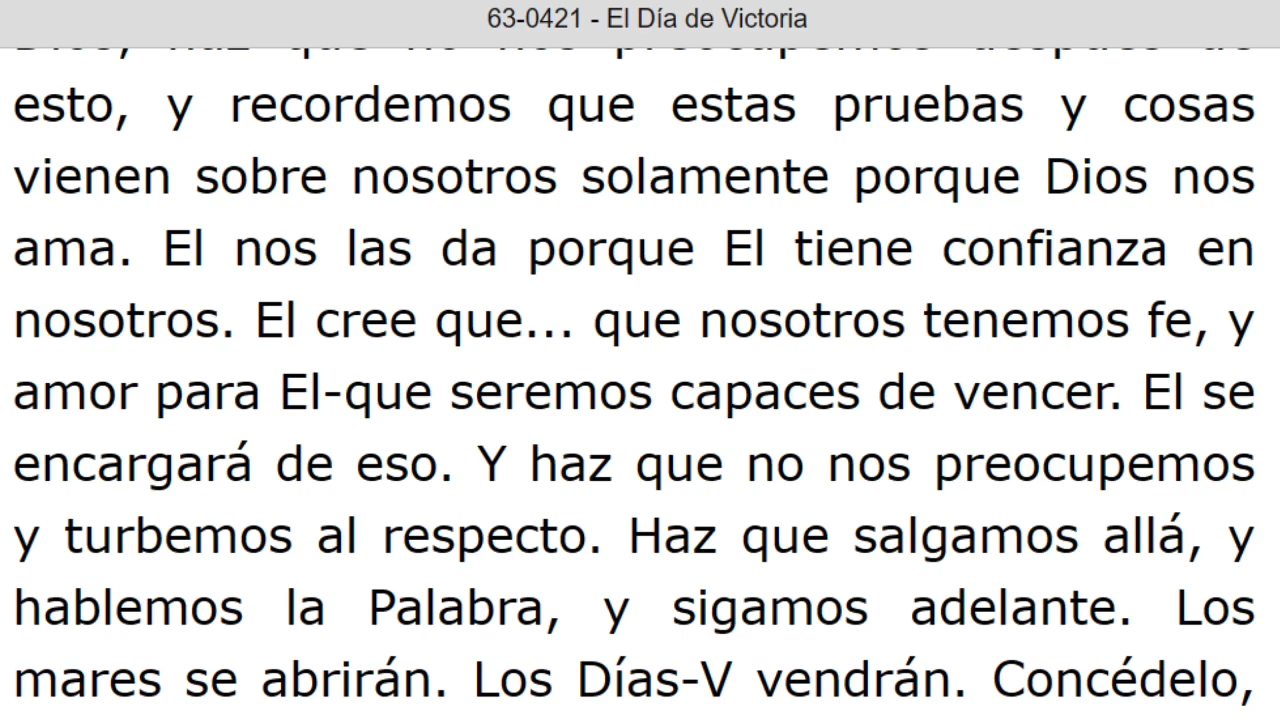 63-0421 - El Día de Victoria
esto, y recordemos que estas pruebas y cosas
vienen sobre nosotros solamente porque Dios nos
ama. El nos las da porque El tiene confianza en
nosotros. El cree que... que nosotros tenemos fe, y
amor para El-que seremos capaces de vencer. El se
encargará de eso. Y haz que no nos preocupemos
y turbemos al respecto. Haz que salgamos allá, y
hablemos la Palabra, y sigamos adelante. Los
mares se abrirán. Los Días-V vendrán. Concédelo,